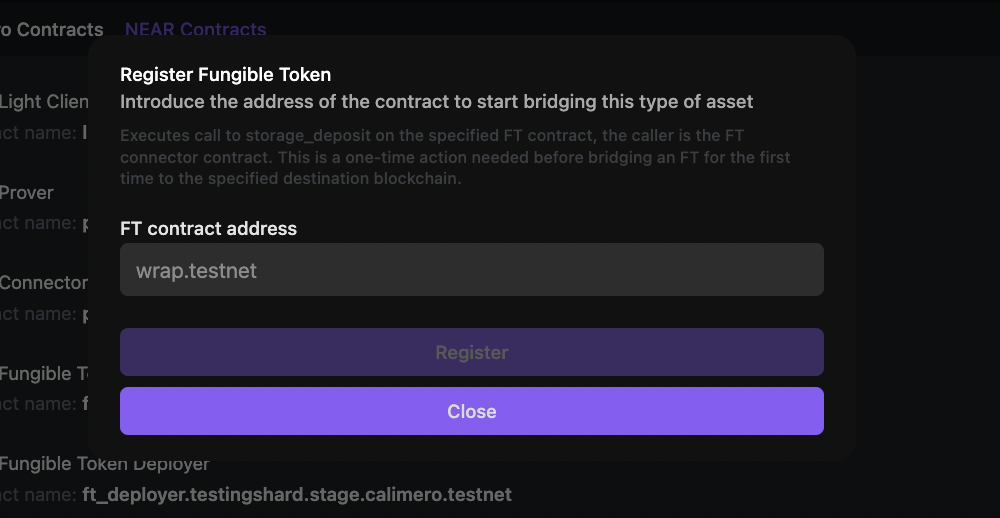 o Contracts NEAR Contracts
Register Fungible Token
Light Clien
Introduce the address of the contract to start bridging this type of asset
act name: l
Executes call to storage_deposit on the specified FT contract, the caller is the FT
connector contract. This is a one-time action needed before bridging an FT for the first
time to the specified destination blockchain.
Prover
act name: p
FT contract address
wrap.testnet
Connector
act name: p
Register
Fungible T
act name: f
Close
Fungible Token Deployer
act name: ft_deployer.testingshard.stage.calimero.testnet